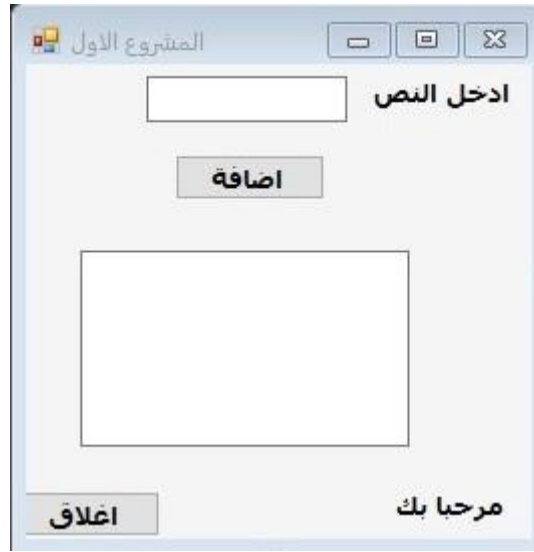 المشروع الاول
ادخل النص
اضافة
مرحبا بك
اغلاق